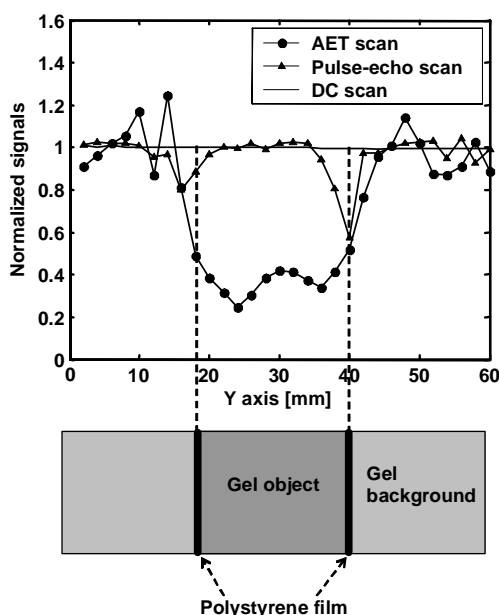 1.6
1.4
1.2
1
0.8
0.6
0.4
0.2
0
Normalized signals
AET scan
Pulse-echo scan
DC scan
0 10 20 30 40 50 60
Y axis [mm]
Gel object
Gel
background
Polystyrene film